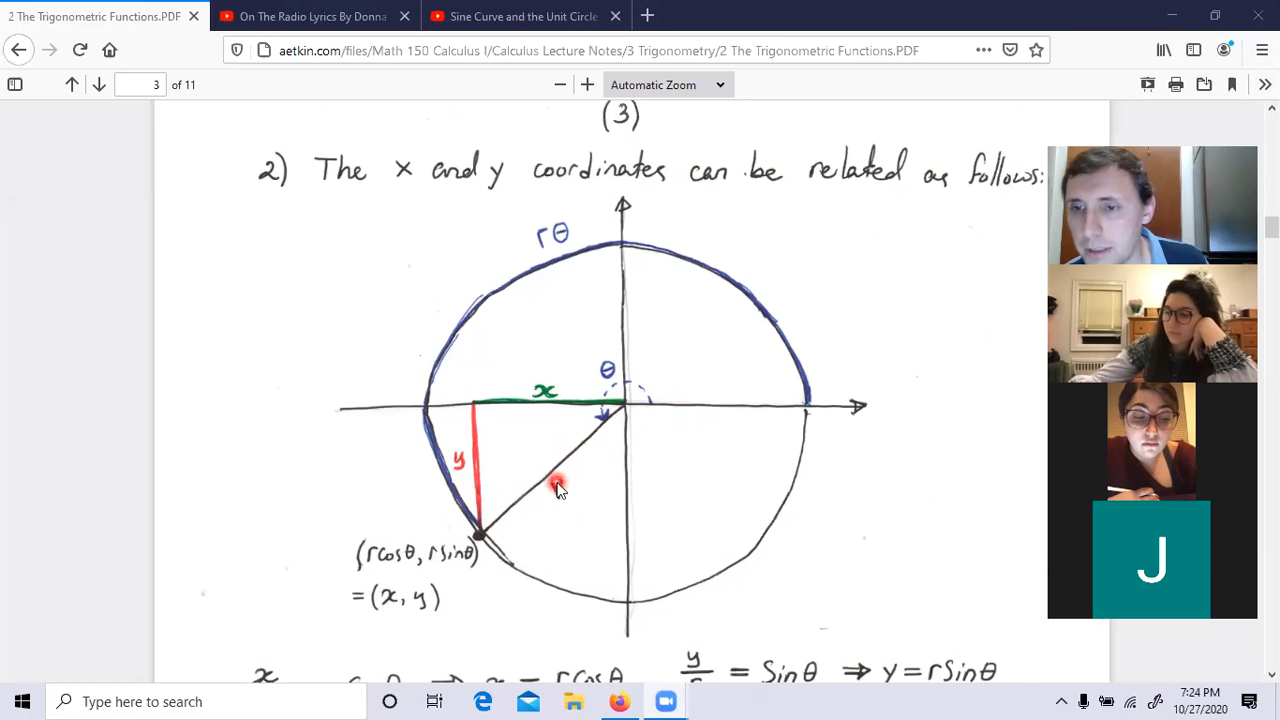 2 The Trigonometric Functions.PDF
On The Radio Lyrics By Donna
Sine Curve and the Unit Circle
aetkin.com/files/Math 150 Calculus I/Calculus Lecture Notes/3 Trigonometry/2 The Trigonometric Functions.PDF
3 of 11
Automatic Zoom
(3)
2) The x and y coordinates can be related as follows:
rθ
θ
x
y
(rcosθ, rsinθ)
= (x, y)
J
y = Sinθ ⇒ y = rSinθ
Type here to search
7:24 PM
10/27/2020